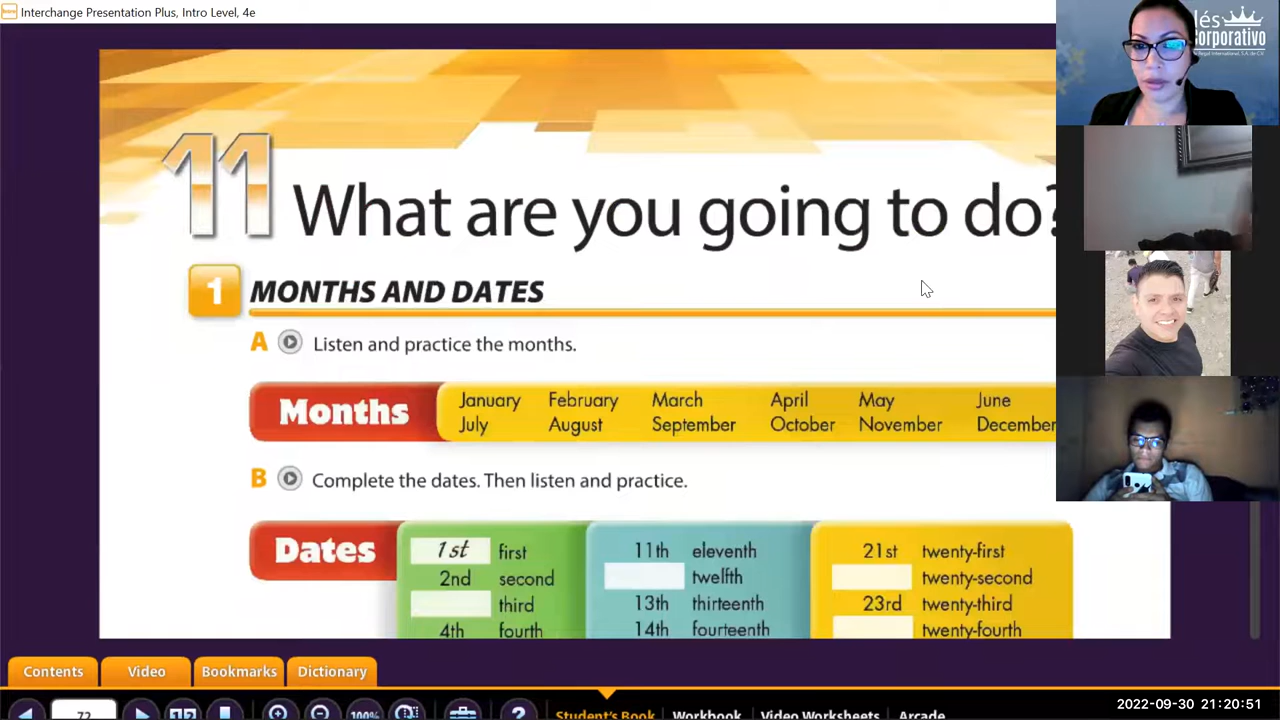 Interchange Presentation Plus, Intro Level, 4e
lés
Corporativo
11 What are you going to do?
1 MONTHS AND DATES
A Listen and practice the months.
Months
January February March April May June
July August September October November December
B Complete the dates. Then listen and practice.
Dates
1st first 11th eleventh 21st twenty-first
2nd second twelfth twenty-second
third 13th thirteenth 23rd twenty-third
4th fourth 14th fourteenth twenty-fourth
Contents Video Bookmarks Dictionary
72 100% ? Student's Book Workbook Video Worksheets Arcade
2022-09-30 21:20:51